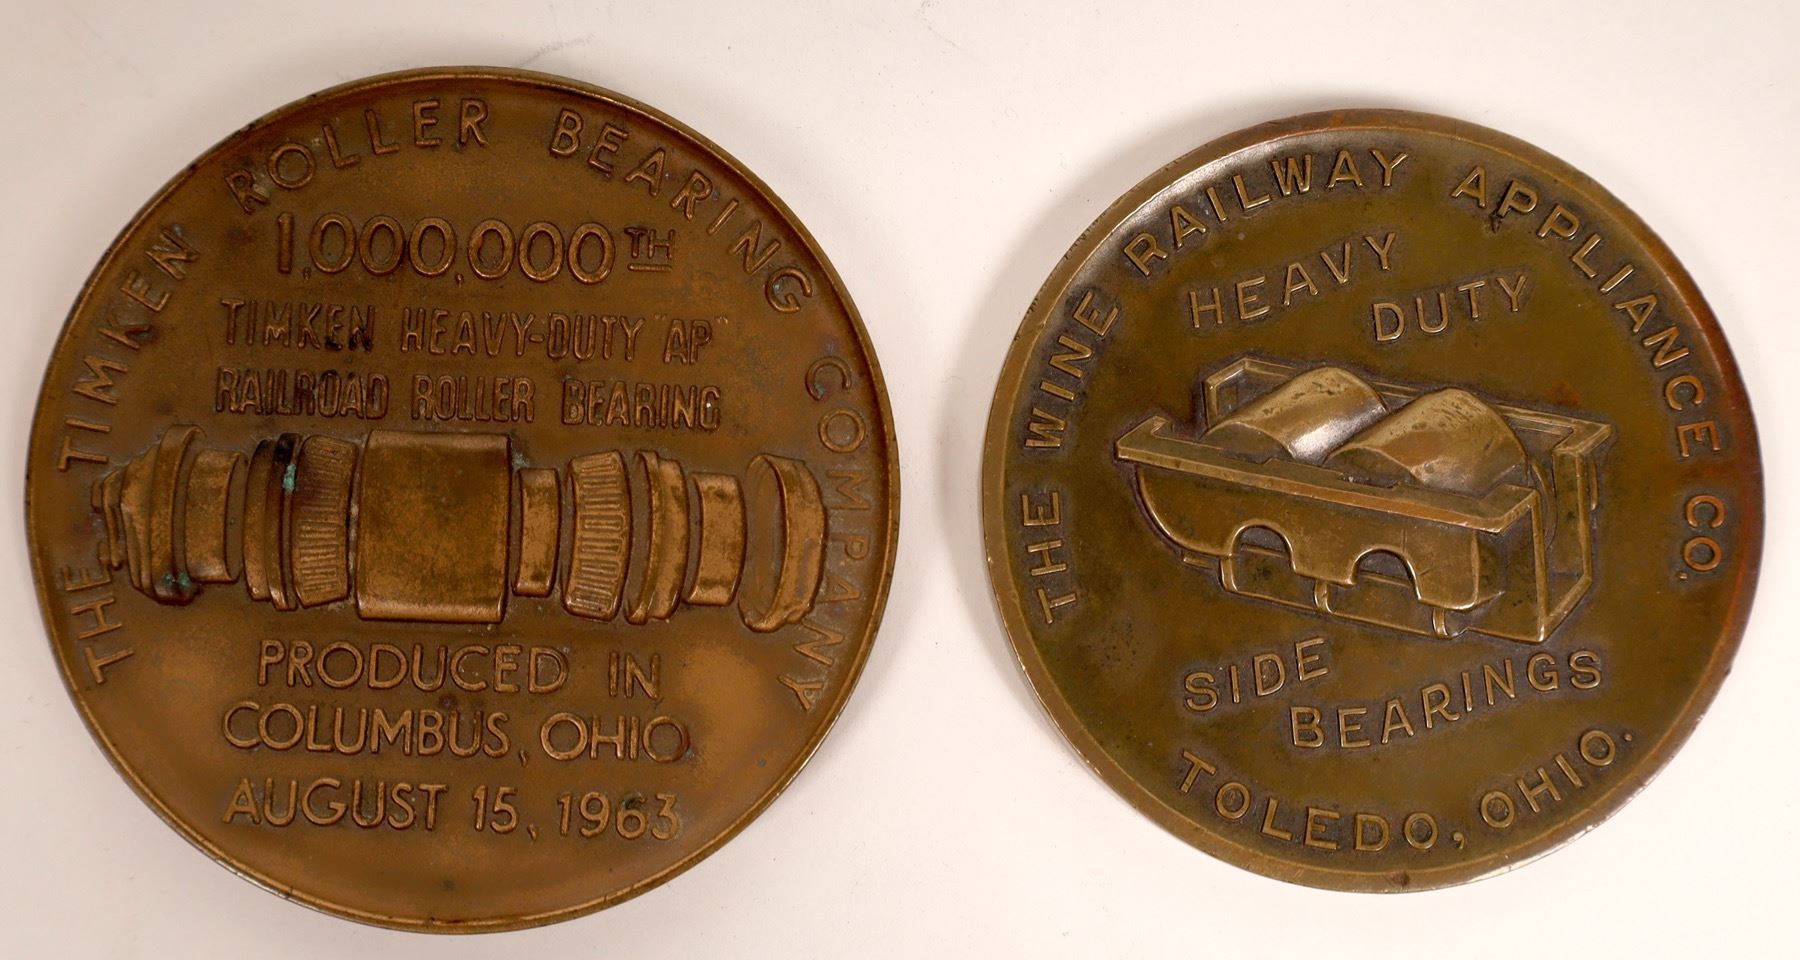 THE TIMKEN ROLLER BEARING COMPANY
1,000,000TH
TIMKEN HEAVY-DUTY "AP"
RAILROAD ROLLER BEARING
PRODUCED IN
COLUMBUS, OHIO
AUGUST 15, 1963
THE WINE RAILWAY APPLIANCE CO.
HEAVY
DUTY
SIDE
BEARINGS
TOLEDO, OHIO.